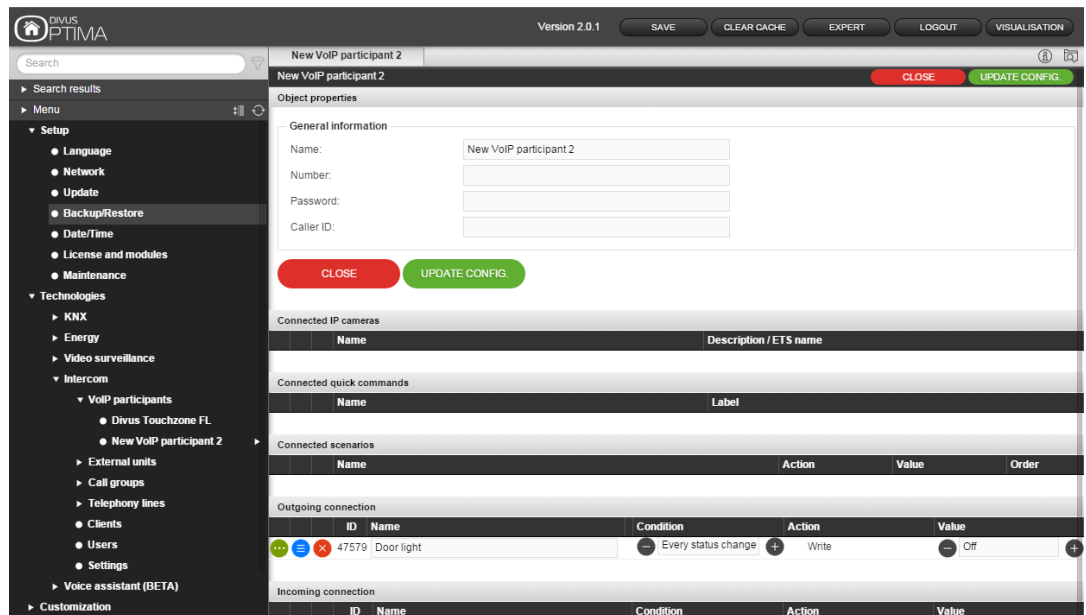 DIVUS
OPTIMA
Version 2.0.1
SAVE
CLEAR CACHE
EXPERT
LOGOUT
VISUALISATION
Search
Search results
Menu
Setup
Language
Network
Update
Backup/Restore
Date/Time
License and modules
Maintenance
Technologies
KNX
Energy
Video surveillance
Intercom
VoIP participants
Divus Touchzone FL
New VoIP participant 2
External units
Call groups
Telephony lines
Clients
Users
Settings
Voice assistant (BETA)
Customization
New VoIP participant 2
New VoIP participant 2
CLOSE
UPDATE CONFIG.
Object properties
General information
Name: New VoIP participant 2
Number:
Password:
Caller ID:
CLOSE
UPDATE CONFIG.
Connected IP cameras
Name Description / ETS name
Connected quick commands
Name Label
Connected scenarios
Name Action Value Order
Outgoing connection
ID Name Condition Action Value
47579 Door light Every status change Write Off
Incoming connection
ID Name Condition Action Value